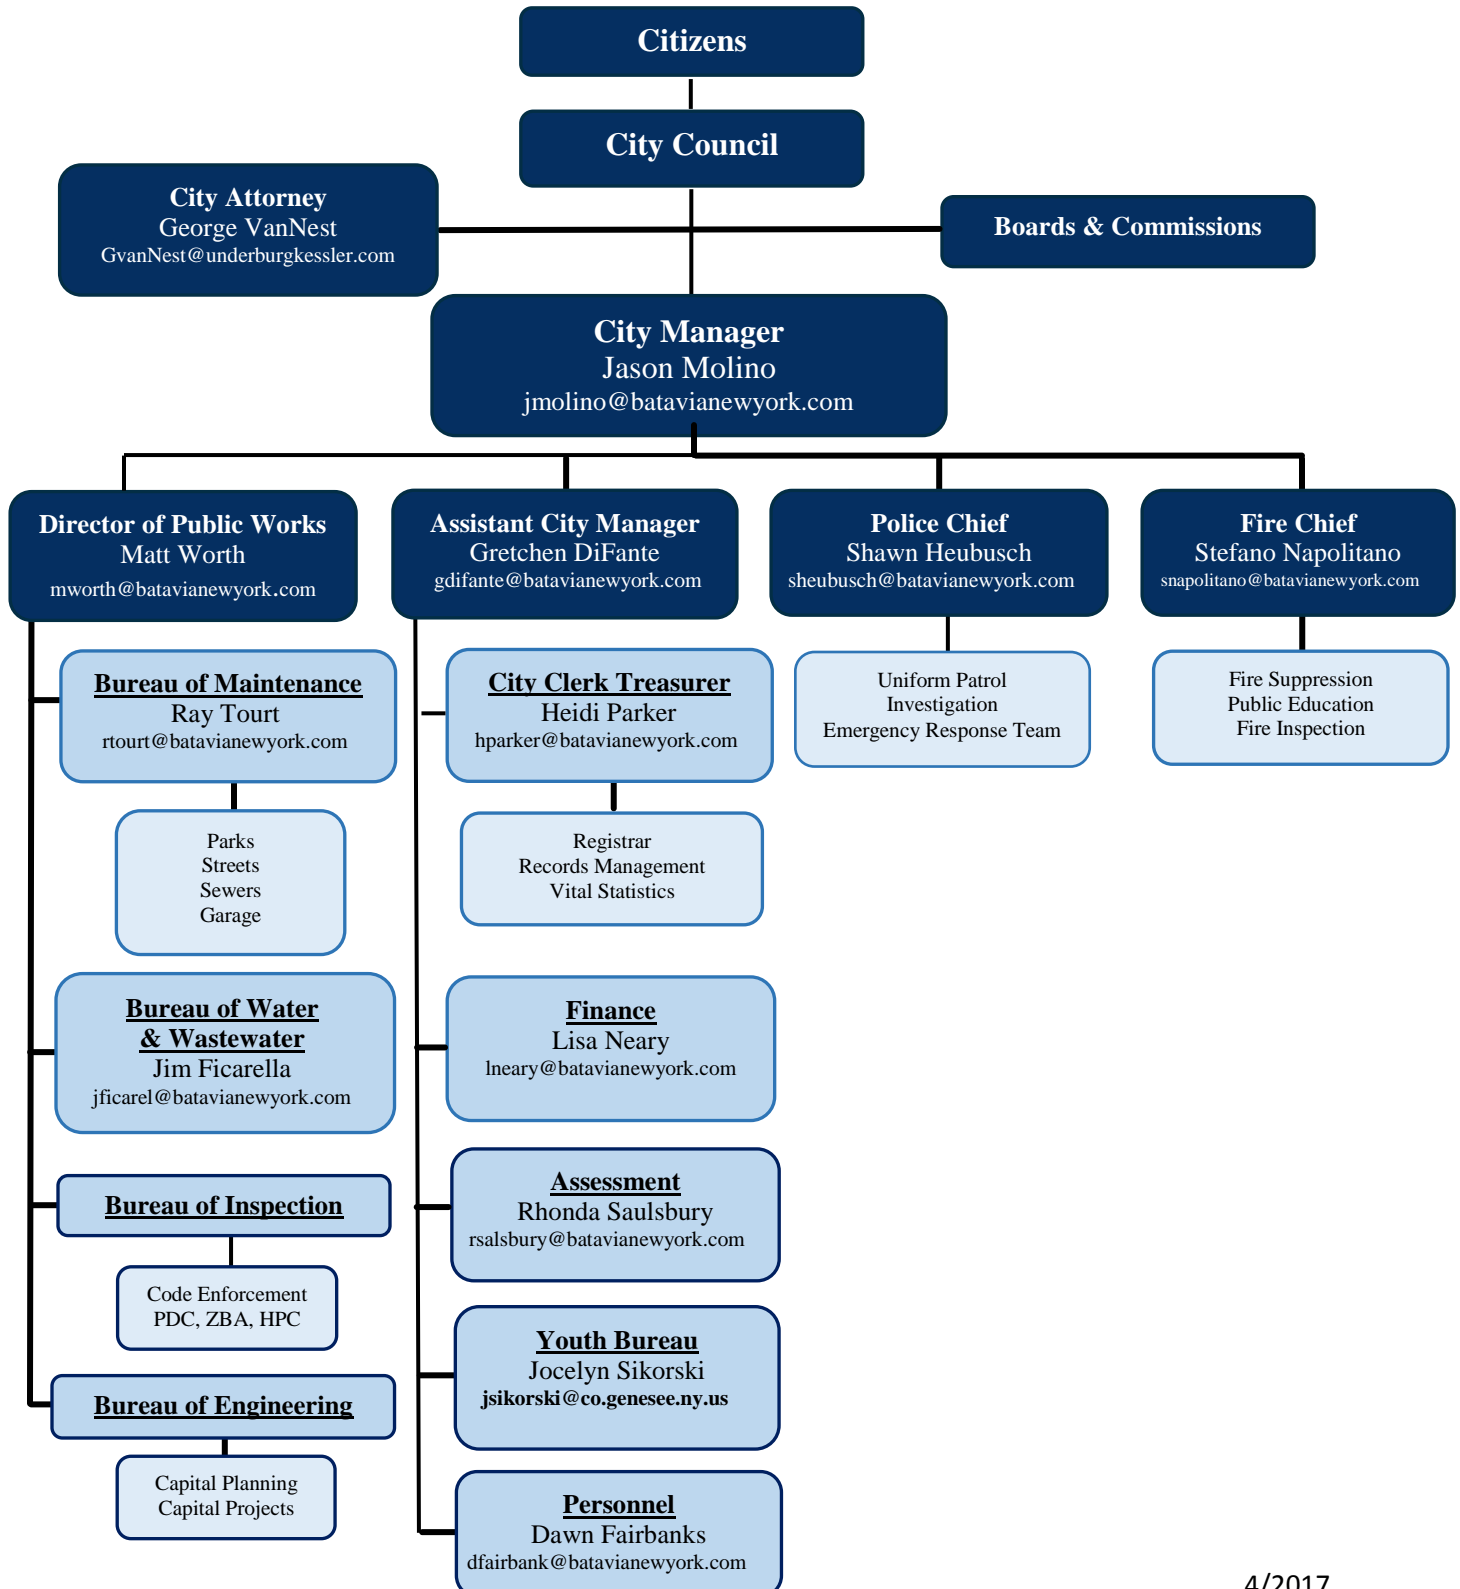 Citizens
City Council
City Attorney
George VanNest
GvanNest@underburgkessler.com
Boards & Commissions
City Manager
Jason Molino
jmolino@batavianewyork.com
Director of Public Works
Matt Worth
mworth@batavianewyork.com
Assistant City Manager
Gretchen DiFante
gdifante@batavianewyork.com
Police Chief
Shawn Heubusch
sheubusch@batavianewyork.com
Fire Chief
Stefano Napolitano
snapolitano@batavianewyork.com
Bureau of Maintenance
Ray Tourt
rtourt@batavianewyork.com
Parks
Streets
Sewers
Garage
Bureau of Water
& Wastewater
Jim Ficarella
jficarel@batavianewyork.com
Bureau of Inspection
Code Enforcement
PDC, ZBA, HPC
Bureau of Engineering
Capital Planning
Capital Projects
City Clerk Treasurer
Heidi Parker
hparker@batavianewyork.com
Registrar
Records Management
Vital Statistics
Finance
Lisa Neary
lneary@batavianewyork.com
Assessment
Rhonda Saulsbury
rsalsbury@batavianewyork.com
Youth Bureau
Jocelyn Sikorski
jsikorski@co.genesee.ny.us
Personnel
Dawn Fairbanks
dfairbank@batavianewyork.com
Uniform Patrol
Investigation
Emergency Response Team
Fire Suppression
Public Education
Fire Inspection
4/2017